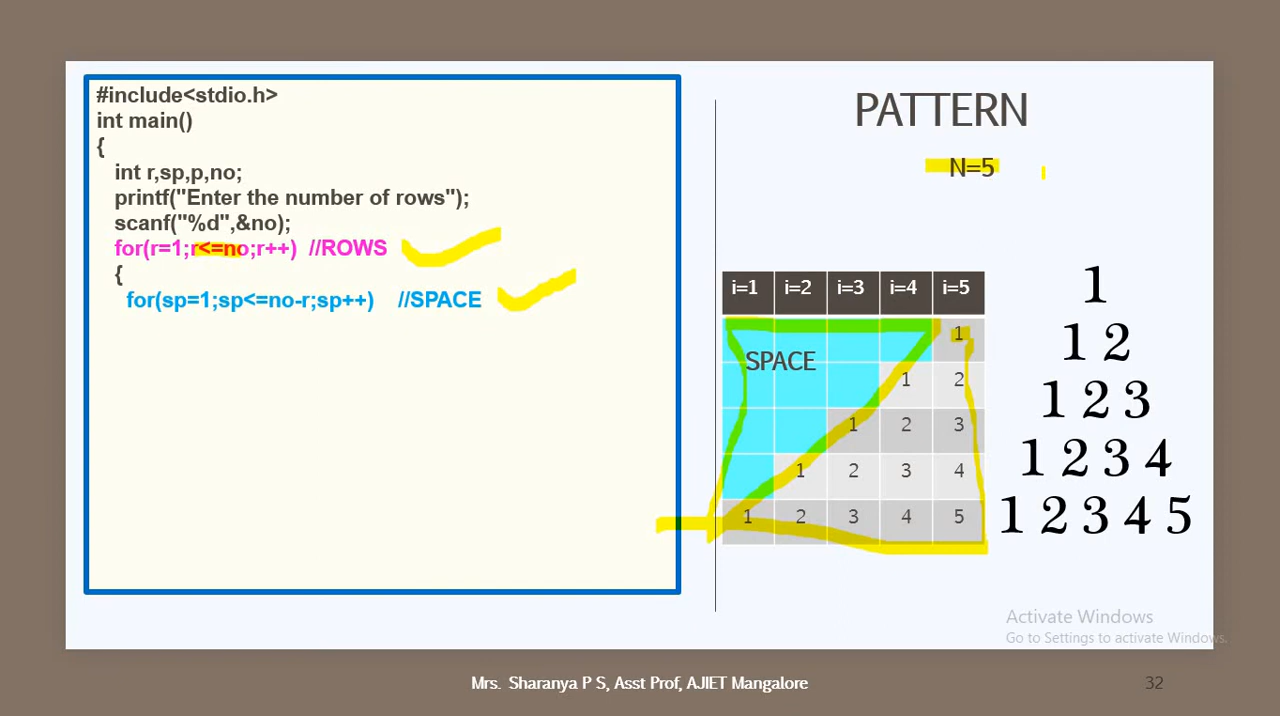 #include<stdio.h>
int main()
{
int r,sp,p,no;
printf("Enter the number of rows");
scanf("%d",&no);
for(r=1;r<=no;r++) //ROWS
{
for(sp=1;sp<=no-r;sp++) //SPACE
PATTERN
N=5
i=1 i=2 i=3 i=4 i=5
1
SPACE
1 2
1 2 3
1 2 3 4
1 2 3 4 5
1
1 2
1 2 3
1 2 3 4
1 2 3 4 5
Activate Windows
Go to Settings to activate Windows.
Mrs. Sharanya P S, Asst Prof, AJIET Mangalore
32